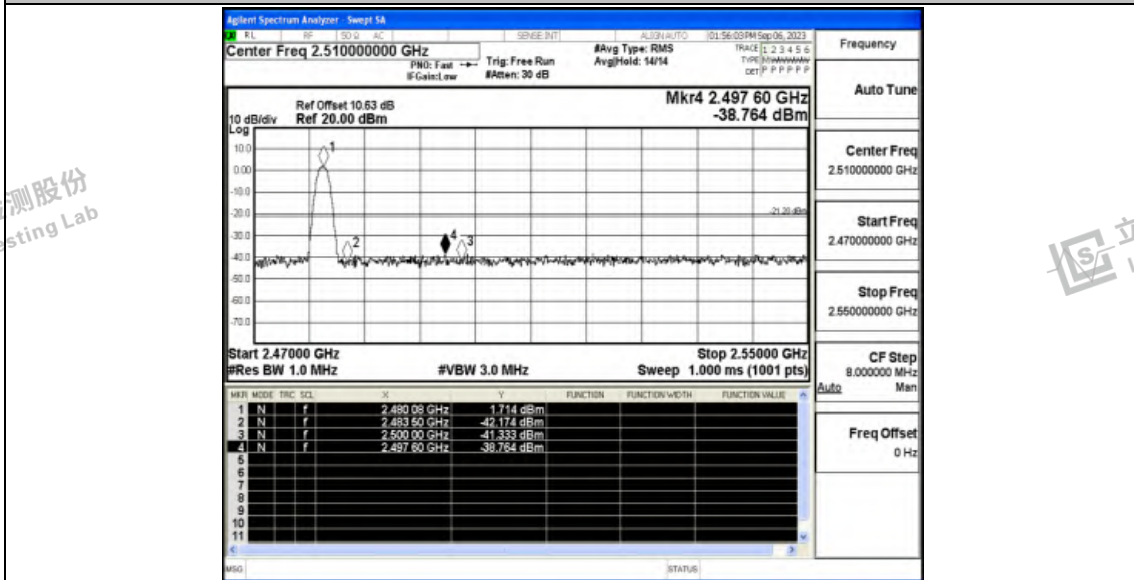 Agilent Spectrum Analyzer - Swept SA
RL RF 50 Ω AC SENSE:INT ALIGN AUTO 01:56:03 PM Sep 06, 2023
Center Freq 2.510000000 GHz
PNO: Fast
IFGain:Low
Trig: Free Run
#Atten: 30 dB
#Avg Type: RMS
Avg|Hold: 14/14
TRACE 1 2 3 4 5 6
TYPE
DET P P P P P P
Frequency
Auto Tune
Center Freq
2.510000000 GHz
Start Freq
2.470000000 GHz
Stop Freq
2.550000000 GHz
CF Step
8.000000 MHz
Auto Man
Freq Offset
0 Hz
Mkr4 2.497 60 GHz
-38.764 dBm
Ref Offset 10.63 dB
10 dB/div Ref 20.00 dBm
Log
10.0
0.00
-10.0
-20.0
-30.0
-40.0
-50.0
-60.0
-70.0
1
2
4
3
-21.20 dBm
Start 2.47000 GHz Stop 2.55000 GHz
#Res BW 1.0 MHz #VBW 3.0 MHz Sweep 1.000 ms (1001 pts)
MKR MODE TRC SCL X Y FUNCTION FUNCTION WIDTH FUNCTION VALUE
1 N f 2.480 08 GHz 1.714 dBm
2 N f 2.483 50 GHz -42.174 dBm
3 N f 2.500 00 GHz -41.333 dBm
4 N f 2.497 60 GHz -38.764 dBm
5
6
7
8
9
10
11
MSG STATUS
测股份
esting Lab
立